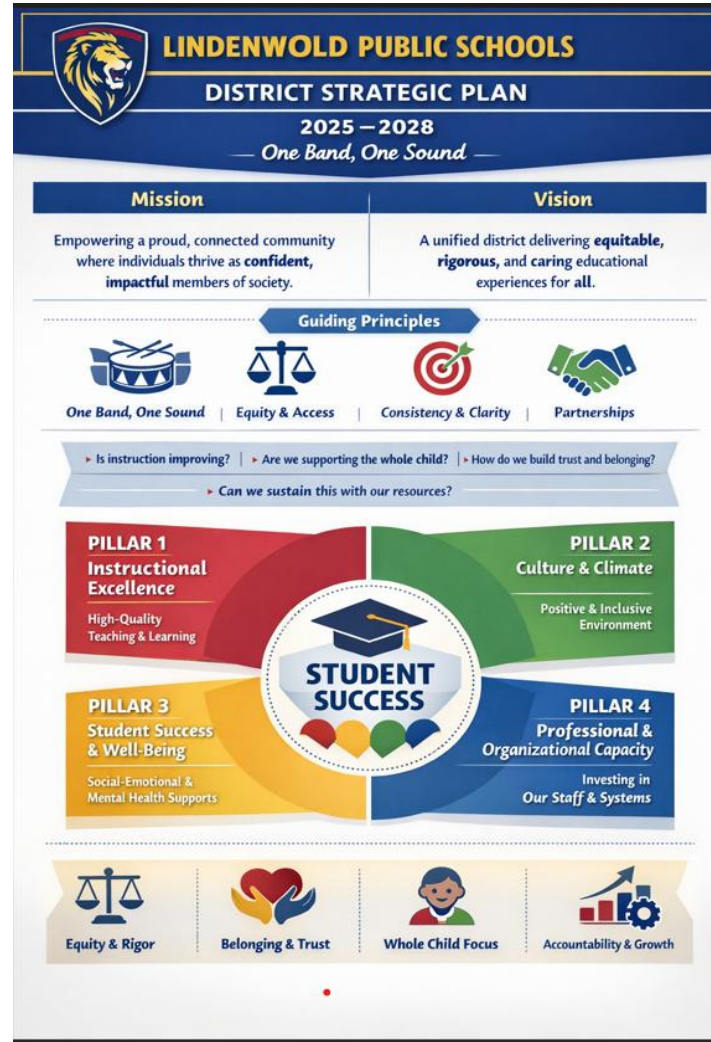 LINDENWOLD PUBLIC SCHOOLS
DISTRICT STRATEGIC PLAN
2025 – 2028
One Band, One Sound
Mission
Empowering a proud, connected community
where individuals thrive as confident,
impactful members of society.
Vision
A unified district delivering equitable,
rigorous, and caring educational
experiences for all.
Guiding Principles
One Band, One Sound | Equity & Access | Consistency & Clarity | Partnerships
▸ Is instruction improving? | ▸ Are we supporting the whole child? | ▸ How do we build trust and belonging?
▸ Can we sustain this with our resources?
PILLAR 1
Instructional
Excellence
High-Quality
Teaching & Learning
PILLAR 2
Culture & Climate
Positive & Inclusive
Environment
STUDENT
SUCCESS
PILLAR 3
Student Success
& Well-Being
Social-Emotional &
Mental Health Supports
PILLAR 4
Professional &
Organizational Capacity
Investing in
Our Staff & Systems
Equity & Rigor
Belonging & Trust
Whole Child Focus
Accountability & Growth